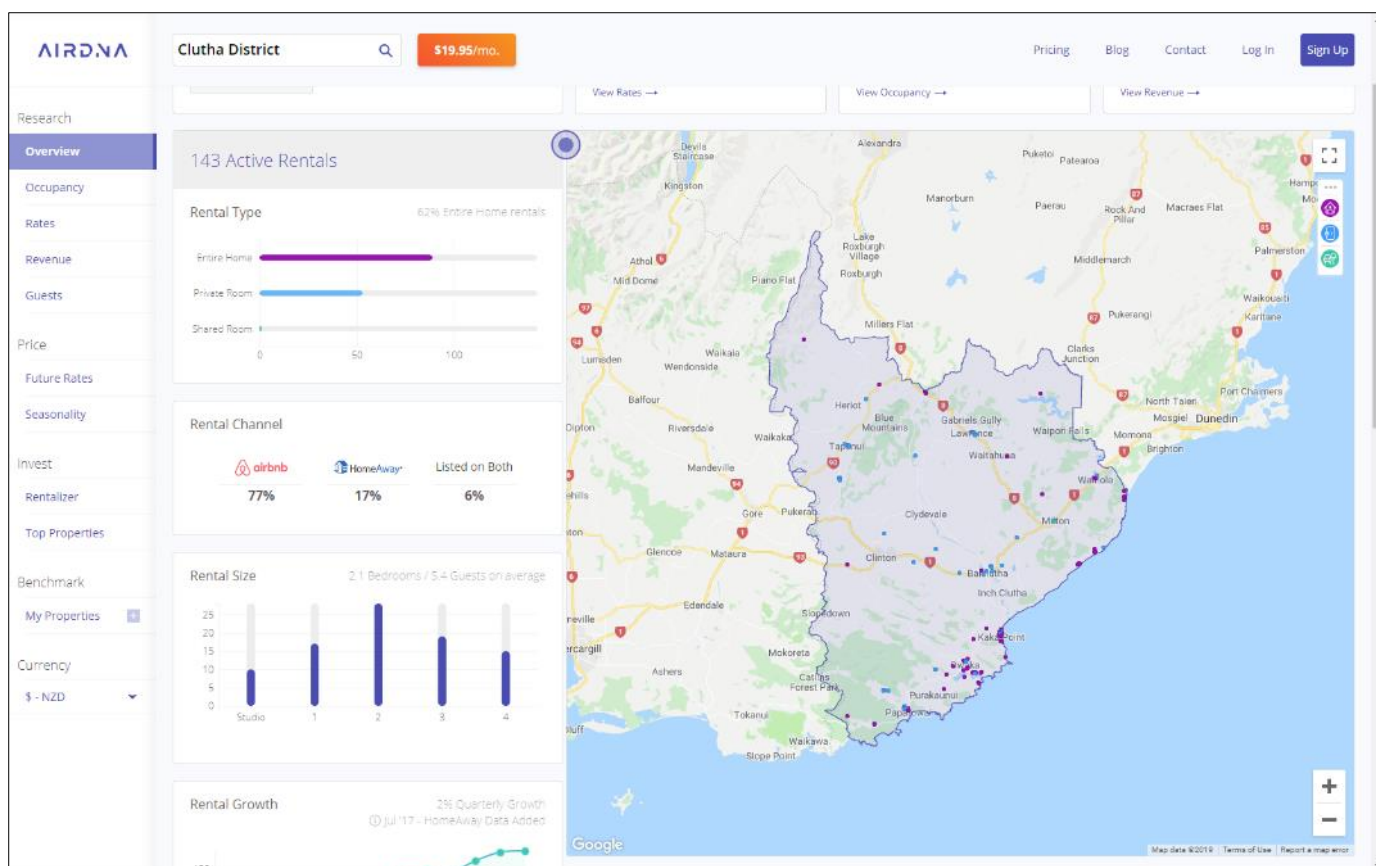 AIRDNA
Clutha District
$19.95/mo.
Pricing
Blog
Contact
Log In
Sign Up
View Rates →
View Occupancy →
View Revenue →
Research
Overview
Occupancy
Rates
Revenue
Guests
Price
Future Rates
Seasonality
Invest
Rentalizer
Top Properties
Benchmark
My Properties
Currency
$ - NZD
143 Active Rentals
Rental Type
62% Entire Home rentals
Entire Home
Private Room
Shared Room
0 50 100
Rental Channel
airbnb
HomeAway
Listed on Both
77%
17%
6%
Rental Size
2.1 Bedrooms / 5.4 Guests on average
25
20
15
10
5
0
Studio 1 2 3 4
Rental Growth
2% Quarterly Growth
Jul '17 - HomeAway Data Added
Devils
Staircase
Alexandra
Puketoi
Patearoa
Kingston
Manorburn
Paerau
Rock And
Pillar
Macraes Flat
Lake
Roxburgh
Village
Roxburgh
Athol
Mid Dome
Piano Flat
Middlemarch
Palmerston
Waikouaiti
Karitane
Pukerangi
Millers Flat
Clarks
Junction
Lumsden
Waikaia
Wendonside
Port Chalmers
North Taieri
Mosgiel
Dunedin
Balfour
Heriot
Blue
Mountains
Gabriels Gully
Lawrence
Waipori Falls
Momona
Brighton
Dipton
Riversdale
Waikaka
Tapanui
Waitahuna
Mandeville
Waihola
Gore
Pukerau
Clydevale
Milton
Glencoe
Mataura
Clinton
Balclutha
Inch Clutha
Edendale
Slopedown
Kaka Point
Mokoreta
Owaka
Ashers
Catlins
Forest Park
Purakaunui
Tokanui
Papatowai
Waikawa
Slope Point
Google
Map data ©2019
Terms of Use
Report a map error